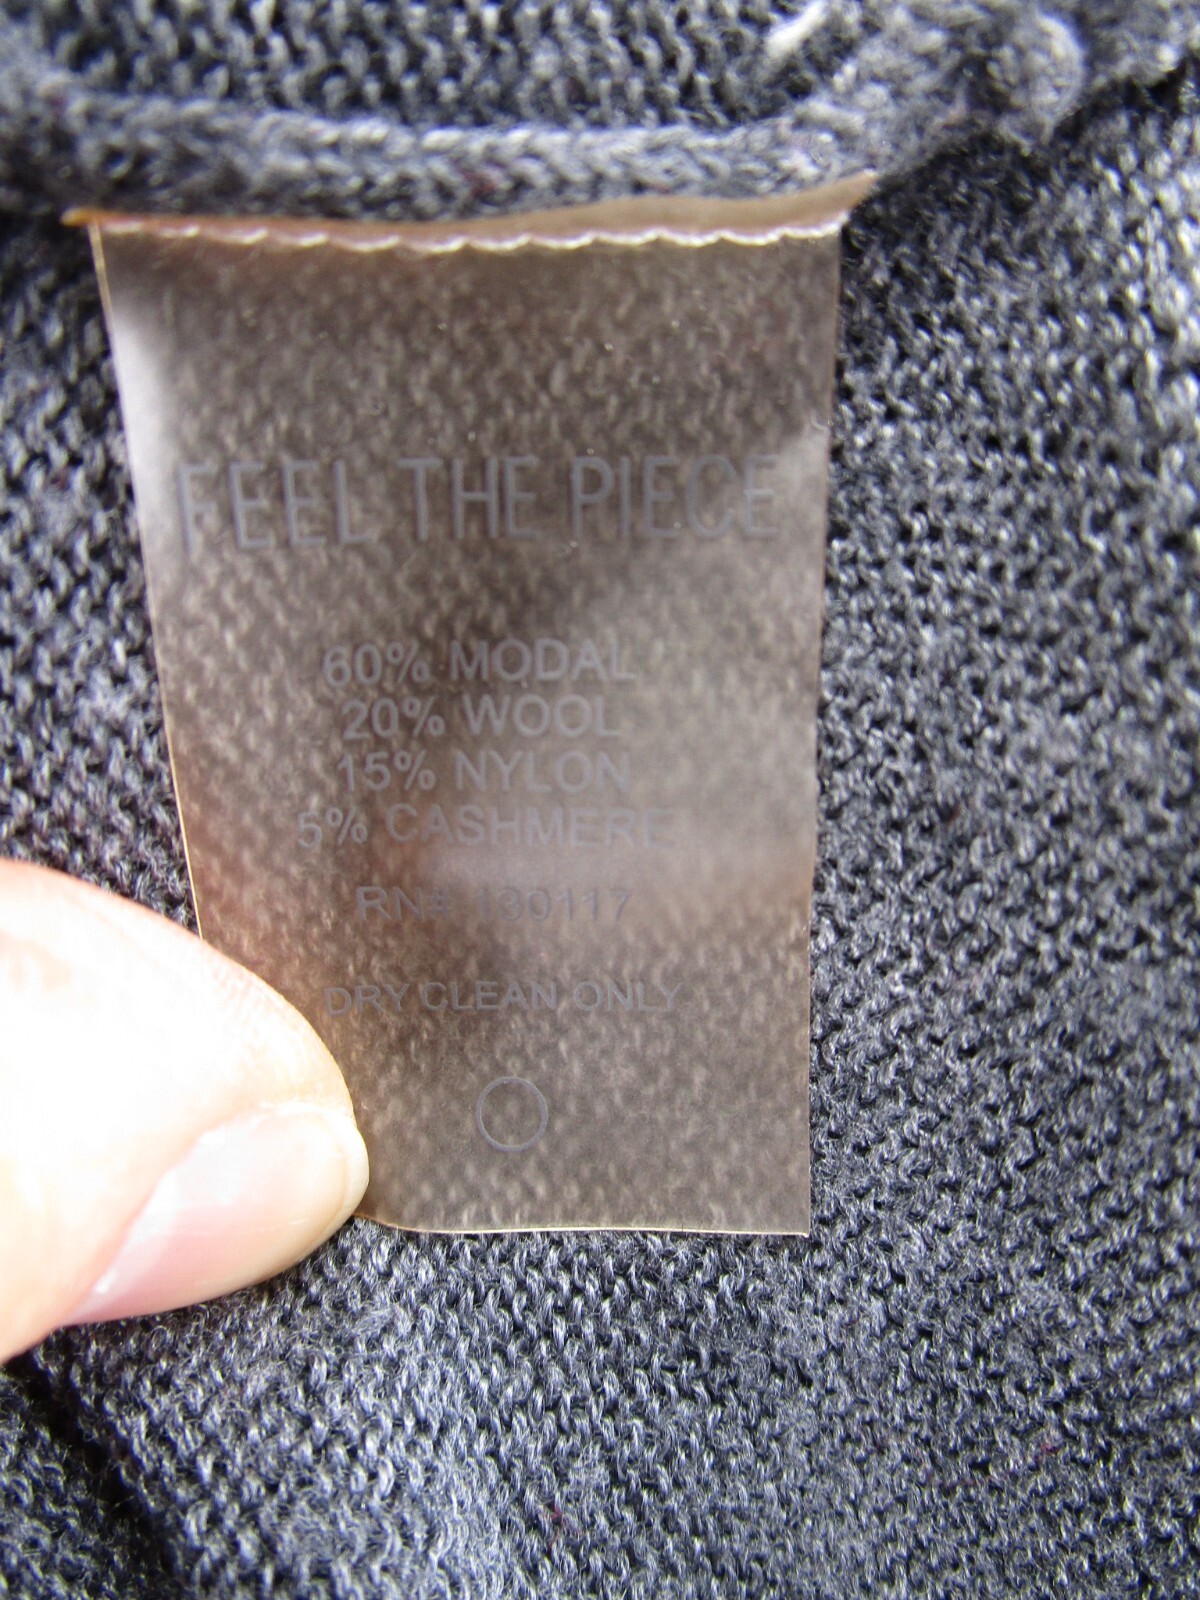 FEEL THE PIECE
60% MODAL
20% WOOL
15% NYLON
5% CASHMERE
RN# 130117
DRY CLEAN ONLY